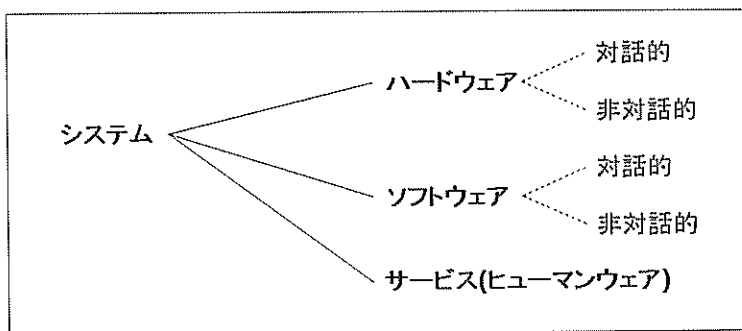 対話的
ハードウェア
非対話的
システム
対話的
ソフトウェア
非対話的
サービス(ヒューマンウェア)